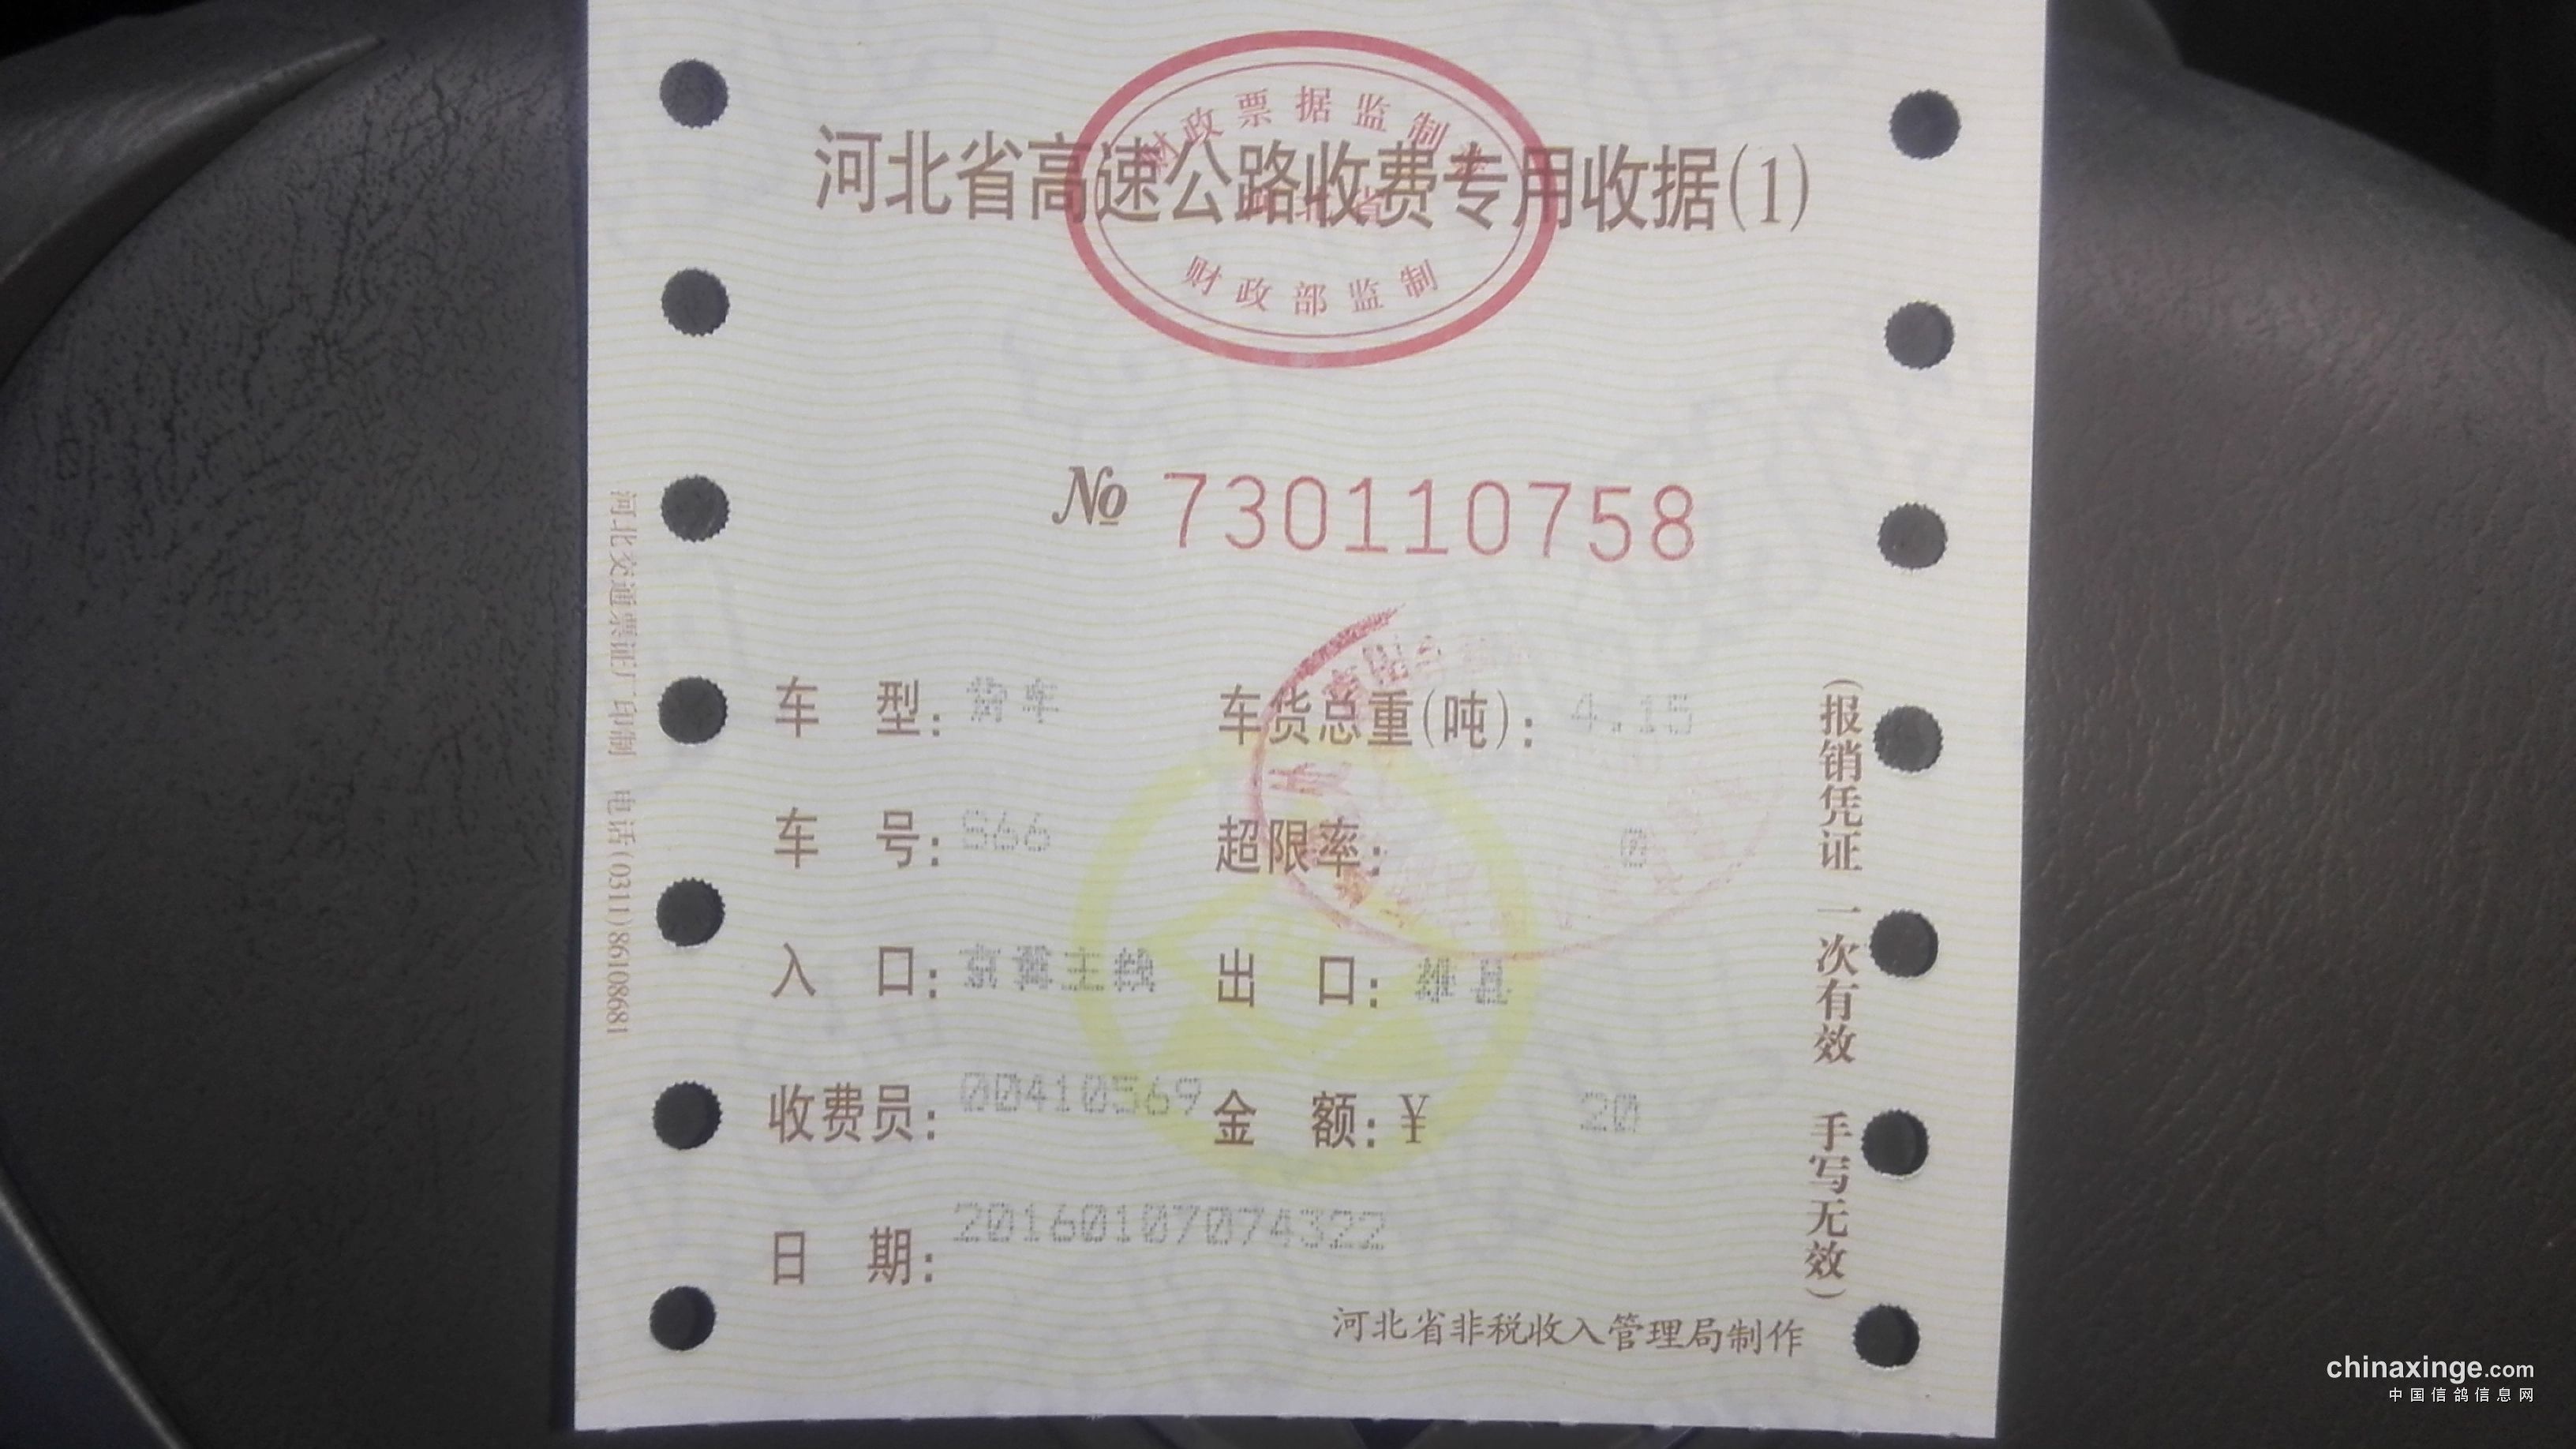 财政票据监制章
河北省高速公路收费专用收据(1)
河北省
财政部监制
№ 730110758
车 型: 货车 车货总重(吨): 4.15
车 号: S66 超限率: 0
入 口: 京冀主线 出 口: 雄县
收费员: 00410569 金 额: ¥ 20
日 期: 20160107074322
河北省非税收入管理局制作
(报销凭证 一次有效 手写无效)
河北交通票证厂印制 电话(0311)86108681
chinaxinge.com
中国信鸽信息网